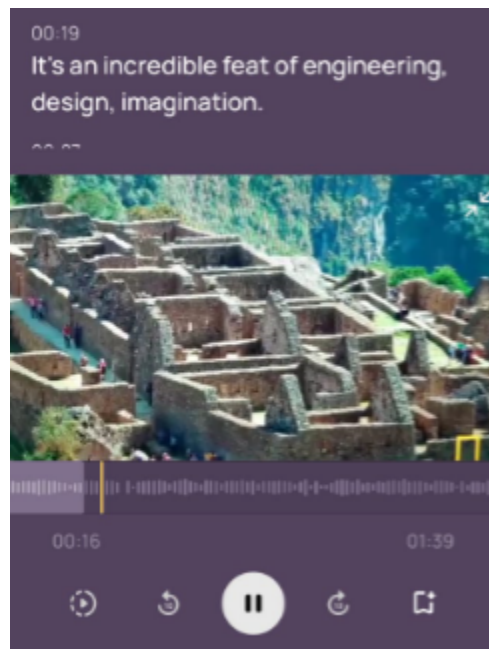 00:19
It's an incredible feat of engineering,
design, imagination.
00:16
01:39